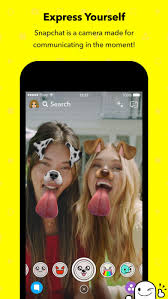 Express Yourself
Snapchat is a camera made for
communicating in the moment!
Search